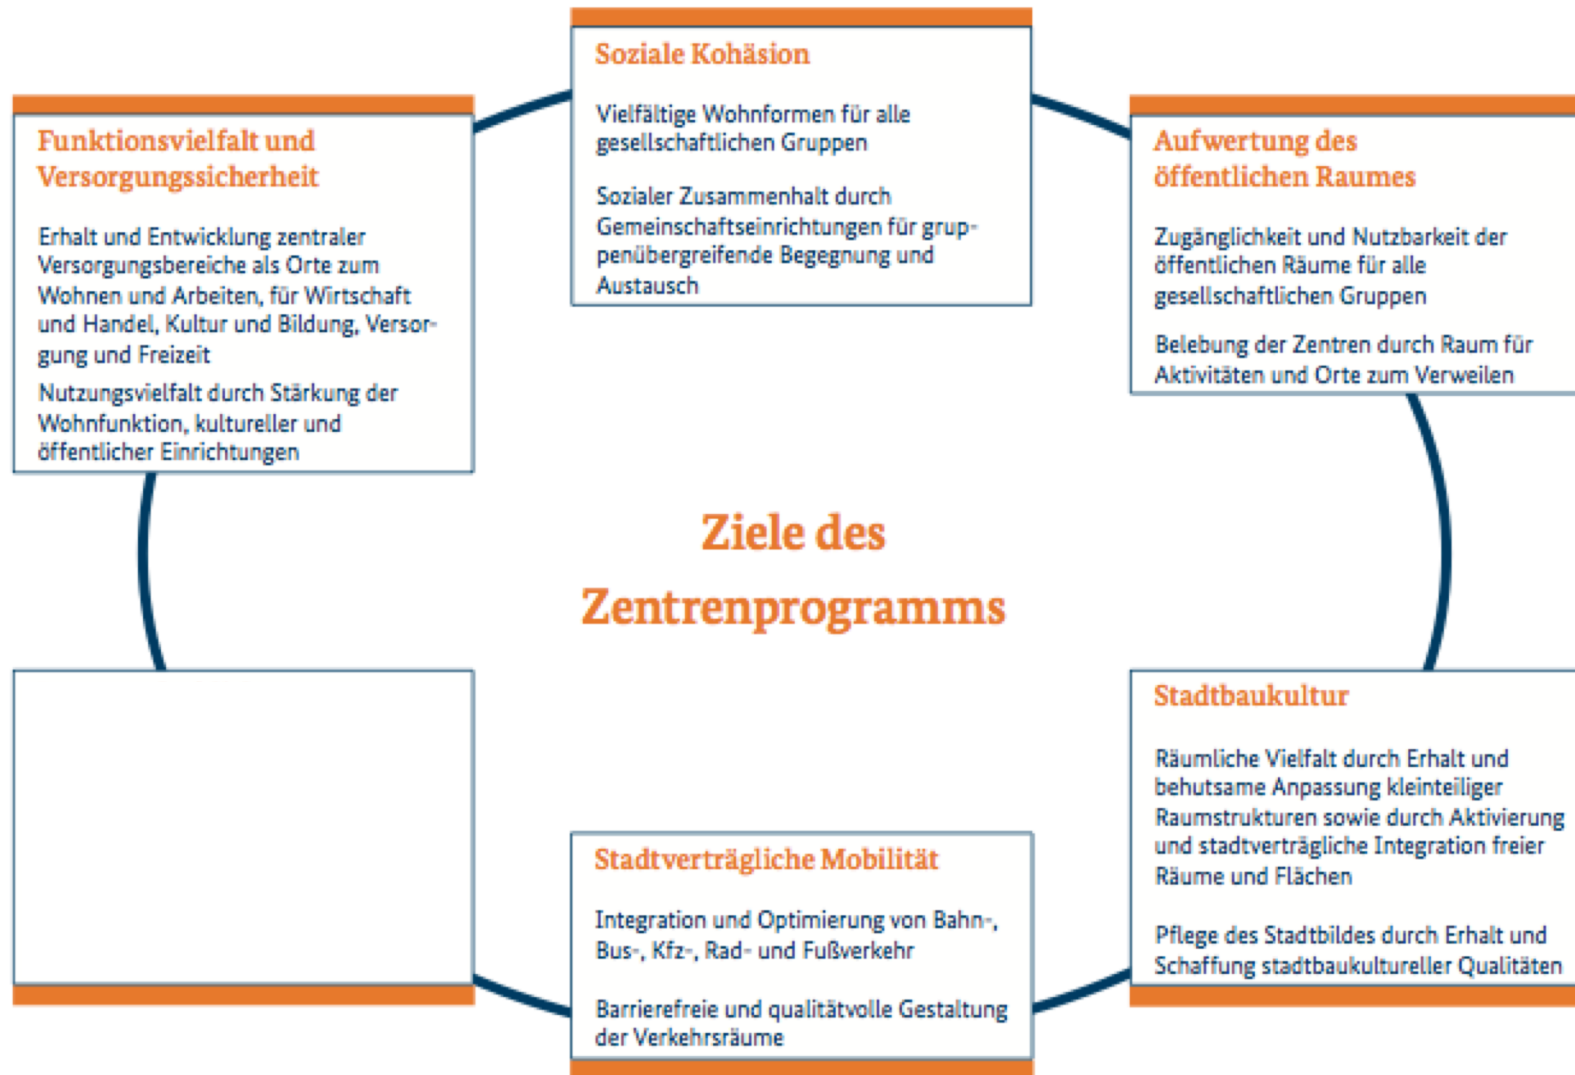 Soziale Kohäsion
Vielfältige Wohnformen für alle
gesellschaftlichen Gruppen
Sozialer Zusammenhalt durch
Gemeinschaftseinrichtungen für grup-
penübergreifende Begegnung und
Austausch
Funktionsvielfalt und
Versorgungssicherheit
Erhalt und Entwicklung zentraler
Versorgungsbereiche als Orte zum
Wohnen und Arbeiten, für Wirtschaft
und Handel, Kultur und Bildung, Versor-
gung und Freizeit
Nutzungsvielfalt durch Stärkung der
Wohnfunktion, kultureller und
öffentlicher Einrichtungen
Aufwertung des
öffentlichen Raumes
Zugänglichkeit und Nutzbarkeit der
öffentlichen Räume für alle
gesellschaftlichen Gruppen
Belebung der Zentren durch Raum für
Aktivitäten und Orte zum Verweilen
Ziele des
Zentrenprogramms
Stadtbaukultur
Räumliche Vielfalt durch Erhalt und
behutsame Anpassung kleinteiliger
Raumstrukturen sowie durch Aktivierung
und stadtverträgliche Integration freier
Räume und Flächen
Pflege des Stadtbildes durch Erhalt und
Schaffung stadtbaukultureller Qualitäten
Stadtverträgliche Mobilität
Integration und Optimierung von Bahn-,
Bus-, Kfz-, Rad- und Fußverkehr
Barrierefreie und qualitätvolle Gestaltung
der Verkehrsräume